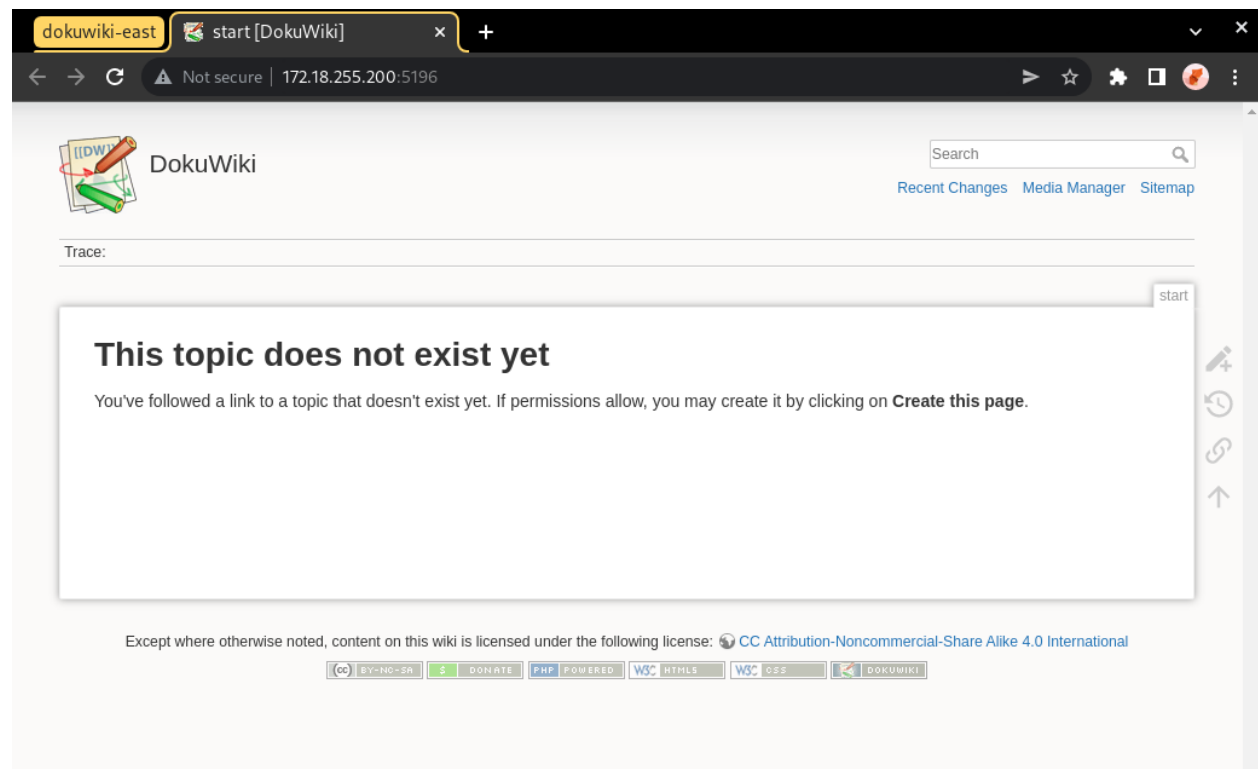 dokuwiki-east
start [DokuWiki]
Not secure | 172.18.255.200:5196
[[DW]]
DokuWiki
Search
Recent Changes Media Manager Sitemap
Trace:
start
This topic does not exist yet
You've followed a link to a topic that doesn't exist yet. If permissions allow, you may create it by clicking on Create this page.
Except where otherwise noted, content on this wiki is licensed under the following license: CC Attribution-Noncommercial-Share Alike 4.0 International
(cc) BY-NC-SA $ DONATE PHP POWERED W3C HTML5 W3C CSS DOKUWIKI